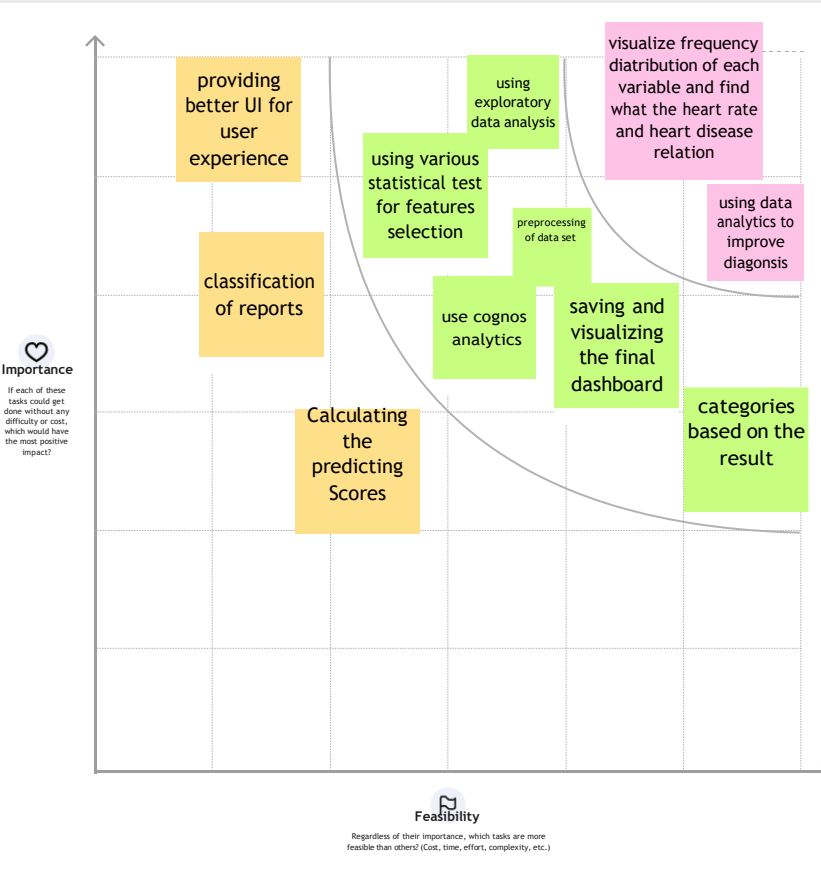 providing
better UI for
user
experience
using
exploratory
data analysis
visualize frequency
diatribution of each
variable and find
what the heart rate
and heart disease
relation
using various
statistical test
for features
selection
using data
analytics to
improve
diagonsis
preprocessing
of data set
classification
of reports
use cognos
analytics
saving and
visualizing
the final
dashboard
categories
based on the
result
Calculating
the
predicting
Scores
Importance
If each of these
tasks could get
done without any
difficulty or cost,
which would have
the most positive
impact?
Feasibility
Regardless of their importance, which tasks are more
feasible than others? (Cost, time, effort, complexity, etc.)